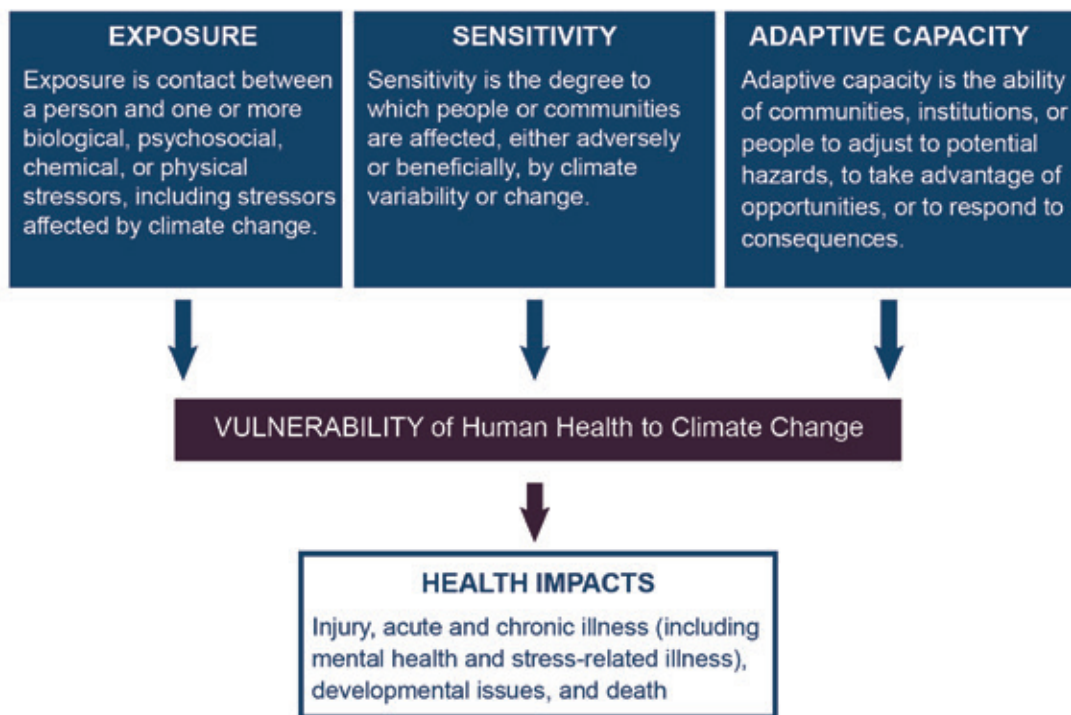 EXPOSURE
Exposure is contact between
a person and one or more
biological, psychosocial,
chemical, or physical
stressors, including stressors
affected by climate change.
SENSITIVITY
Sensitivity is the degree to
which people or communities
are affected, either adversely
or beneficially, by climate
variability or change.
ADAPTIVE CAPACITY
Adaptive capacity is the ability
of communities, institutions, or
people to adjust to potential
hazards, to take advantage of
opportunities, or to respond to
consequences.
VULNERABILITY of Human Health to Climate Change
HEALTH IMPACTS
Injury, acute and chronic illness (including
mental health and stress-related illness),
developmental issues, and death